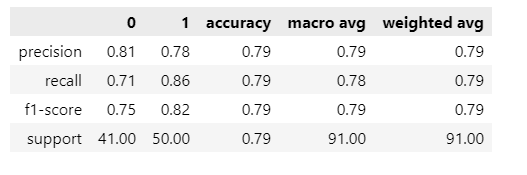 0 1 accuracy macro avg weighted avg
precision 0.81 0.78 0.79 0.79 0.79
recall 0.71 0.86 0.79 0.78 0.79
f1-score 0.75 0.82 0.79 0.79 0.79
support 41.00 50.00 0.79 91.00 91.00